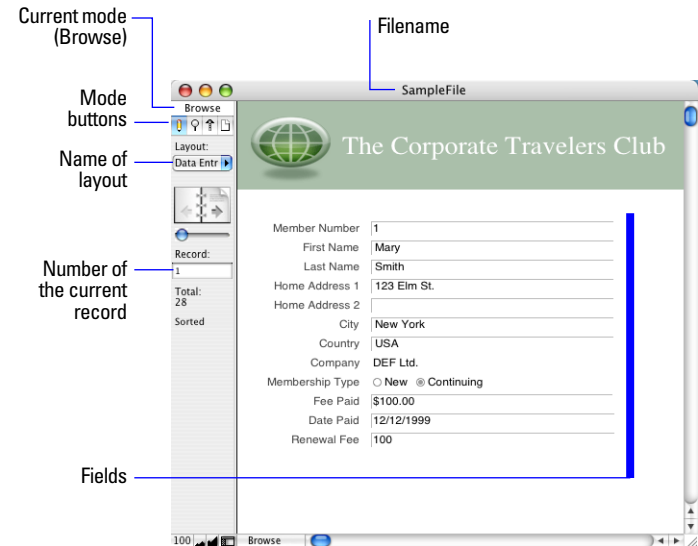 Current mode
(Browse)
Filename
SampleFile
Mode
buttons
Browse
Name of
layout
Layout:
Data Entr
The Corporate Travelers Club
Number of
the current
record
Record:
1
Total:
28
Sorted
Member Number 1
First Name Mary
Last Name Smith
Home Address 1 123 Elm St.
Home Address 2
City New York
Country USA
Company DEF Ltd.
Membership Type New Continuing
Fee Paid $100.00
Date Paid 12/12/1999
Renewal Fee 100
Fields
100 Browse